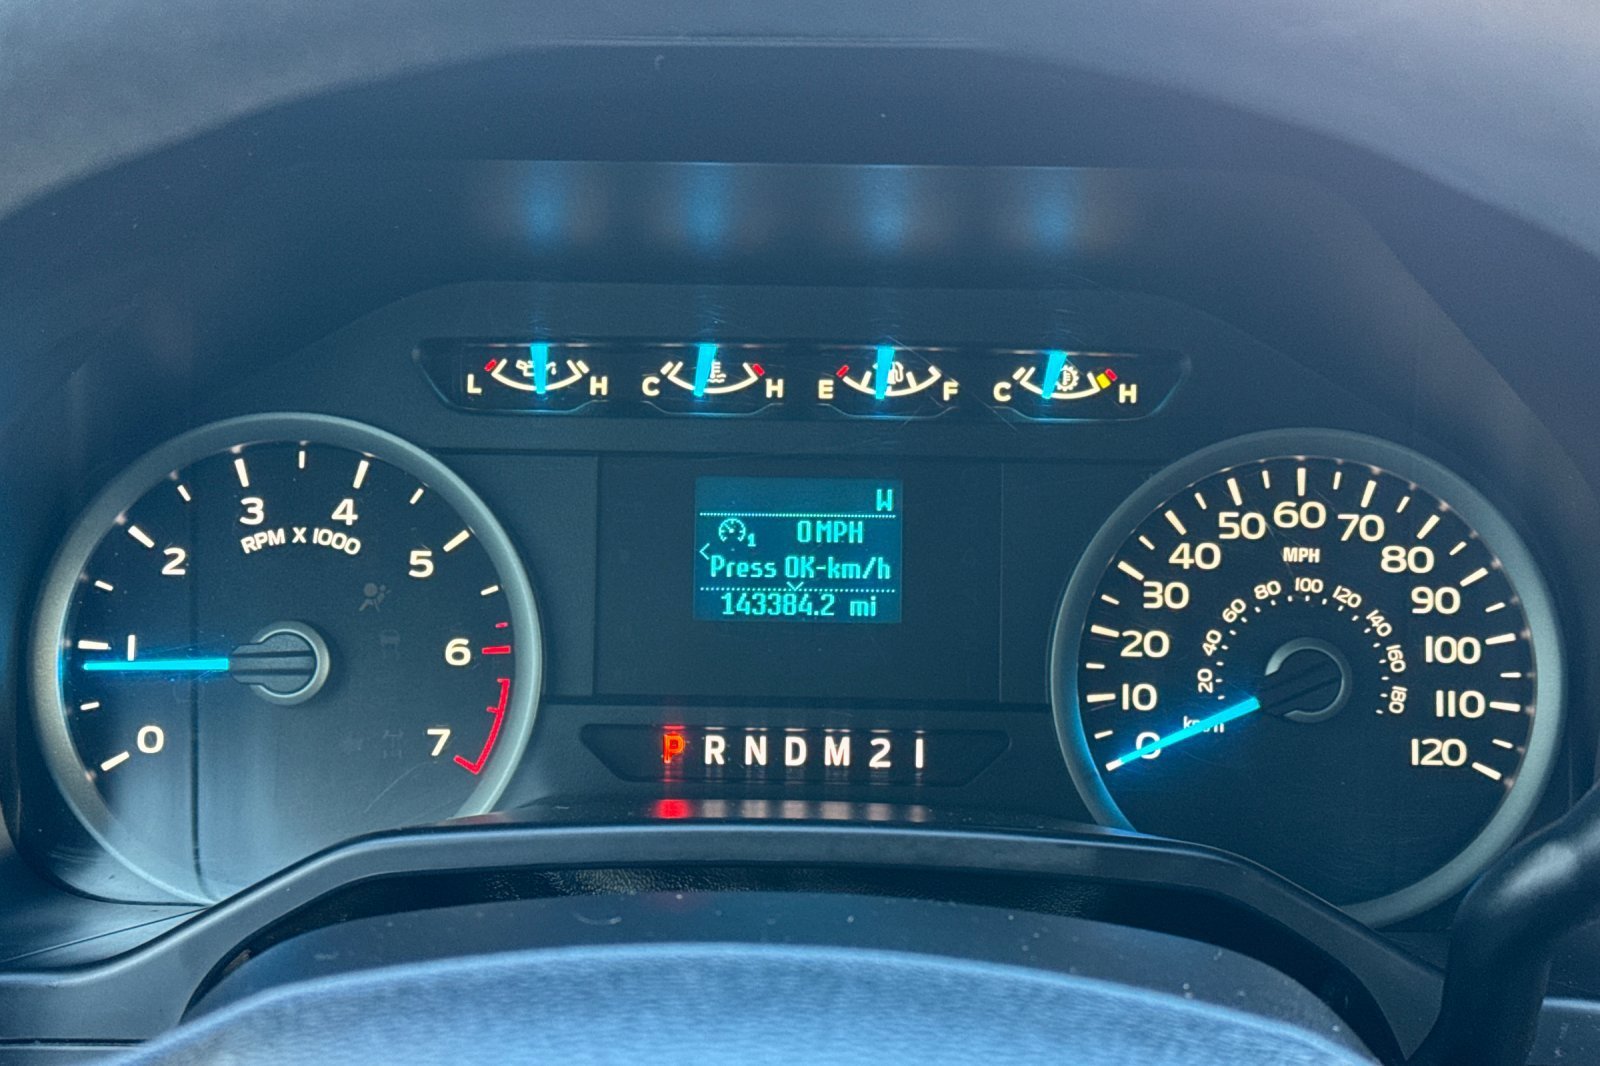 L H C H E F C H
0 1 2 3 4 5 6 7
RPM X 1000
W
1 0 MPH
Press OK-km/h
143384.2 mi
P R N D M 2 1
0 10 20 30 40 50 60 70 80 90 100 110 120
MPH
20 40 60 80 100 120 140 160 180